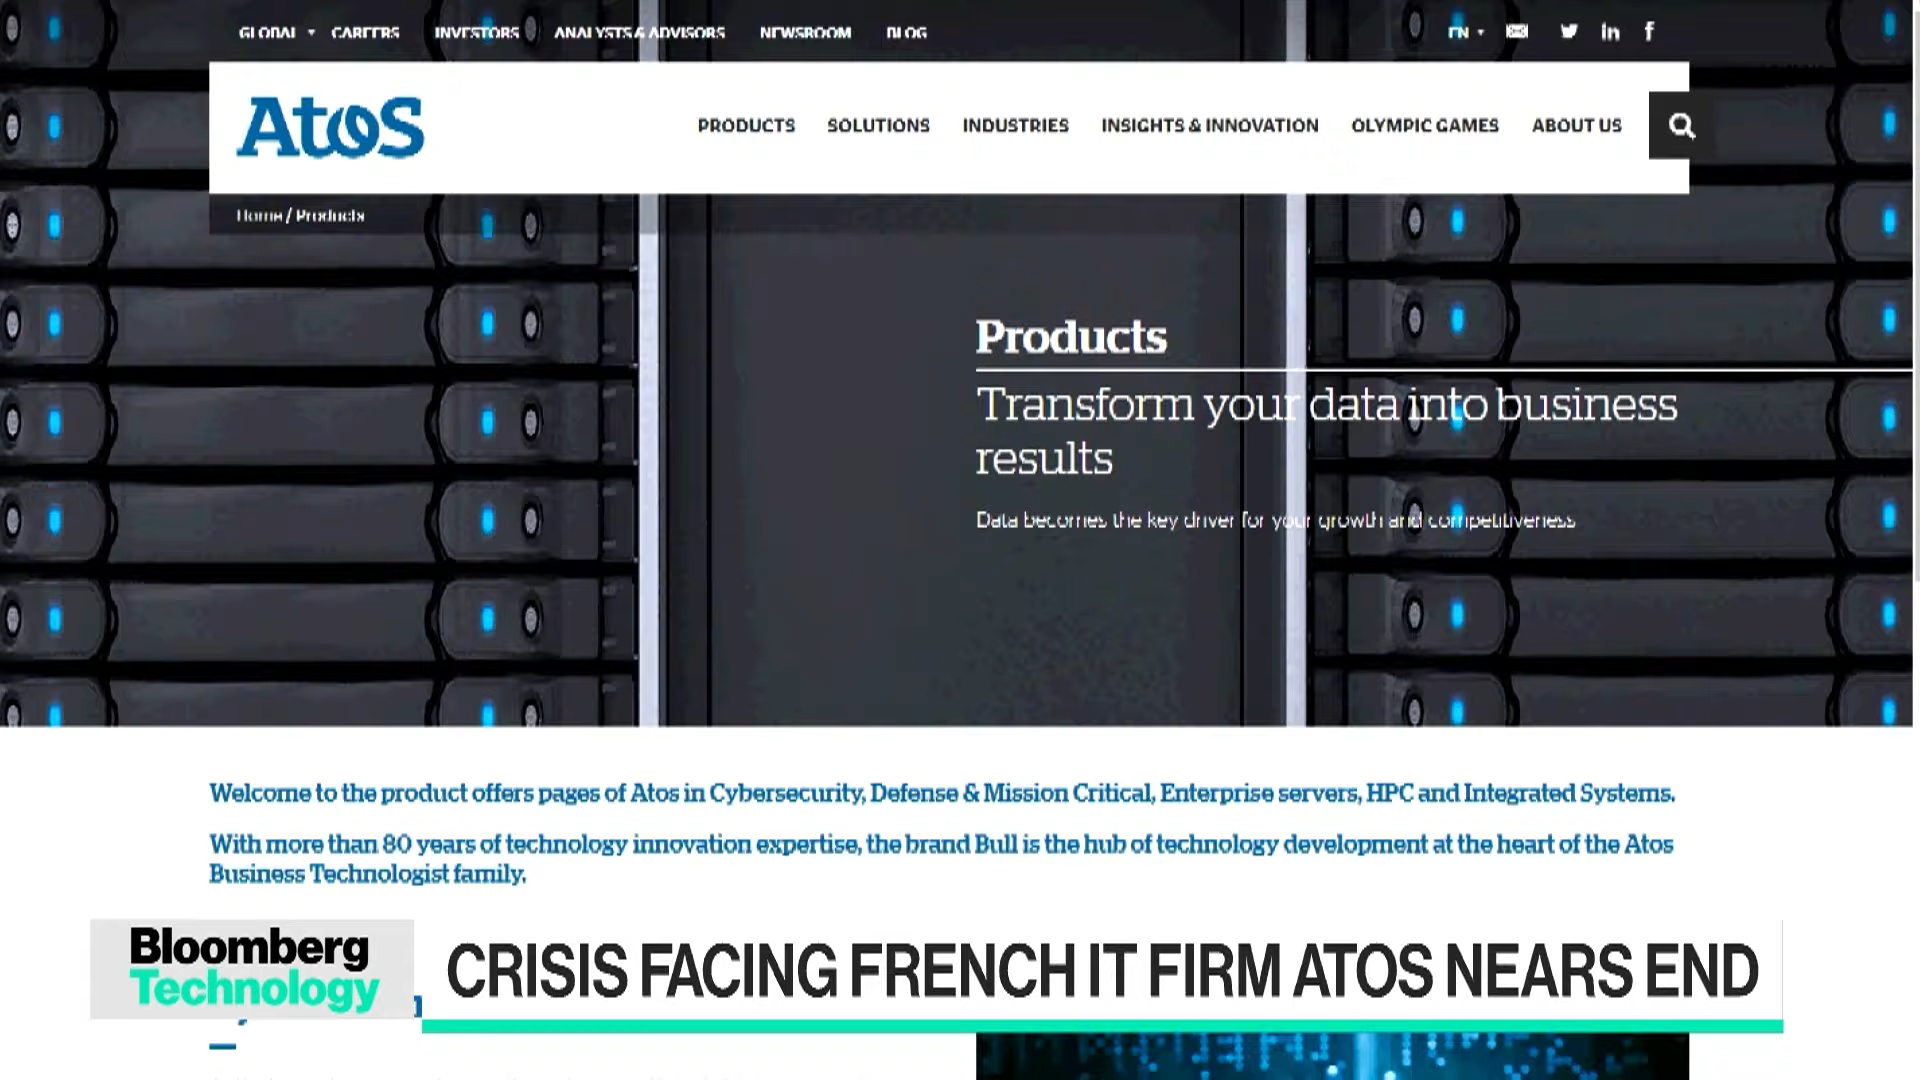 GLOBAL CAREERS INVESTORS ANALYSTS & ADVISORS NEWSROOM BLOG EN
Atos
PRODUCTS SOLUTIONS INDUSTRIES INSIGHTS & INNOVATION OLYMPIC GAMES ABOUT US
Home / Products
Products
Transform your data into business
results
Data becomes the key driver for your growth and competitiveness
Welcome to the product offers pages of Atos in Cybersecurity, Defense & Mission Critical, Enterprise servers, HPC and Integrated Systems.
With more than 80 years of technology innovation expertise, the brand Bull is the hub of technology development at the heart of the Atos
Business Technologist family.
Bloomberg
Technology
CRISIS FACING FRENCH IT FIRM ATOS NEARS END